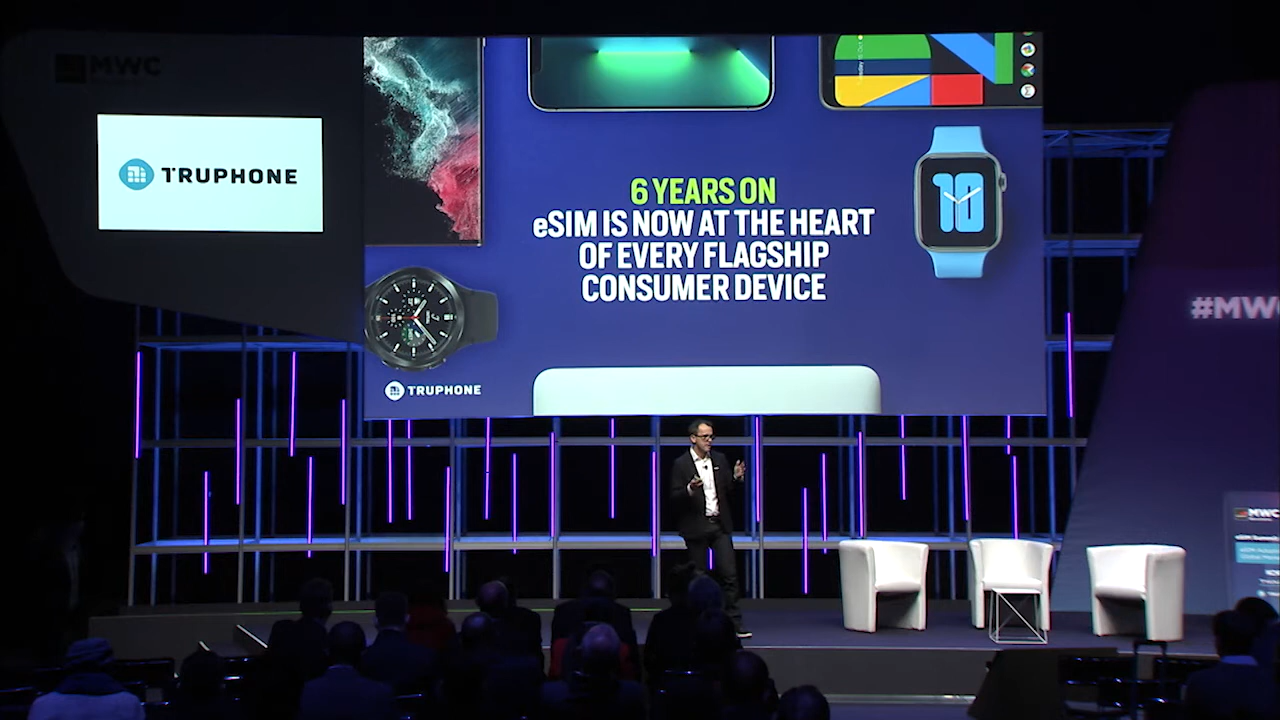 MWC
TRUPHONE
6 YEARS ON
eSIM IS NOW AT THE HEART
OF EVERY FLAGSHIP
CONSUMER DEVICE
10
TRUPHONE
#MWC
MWC